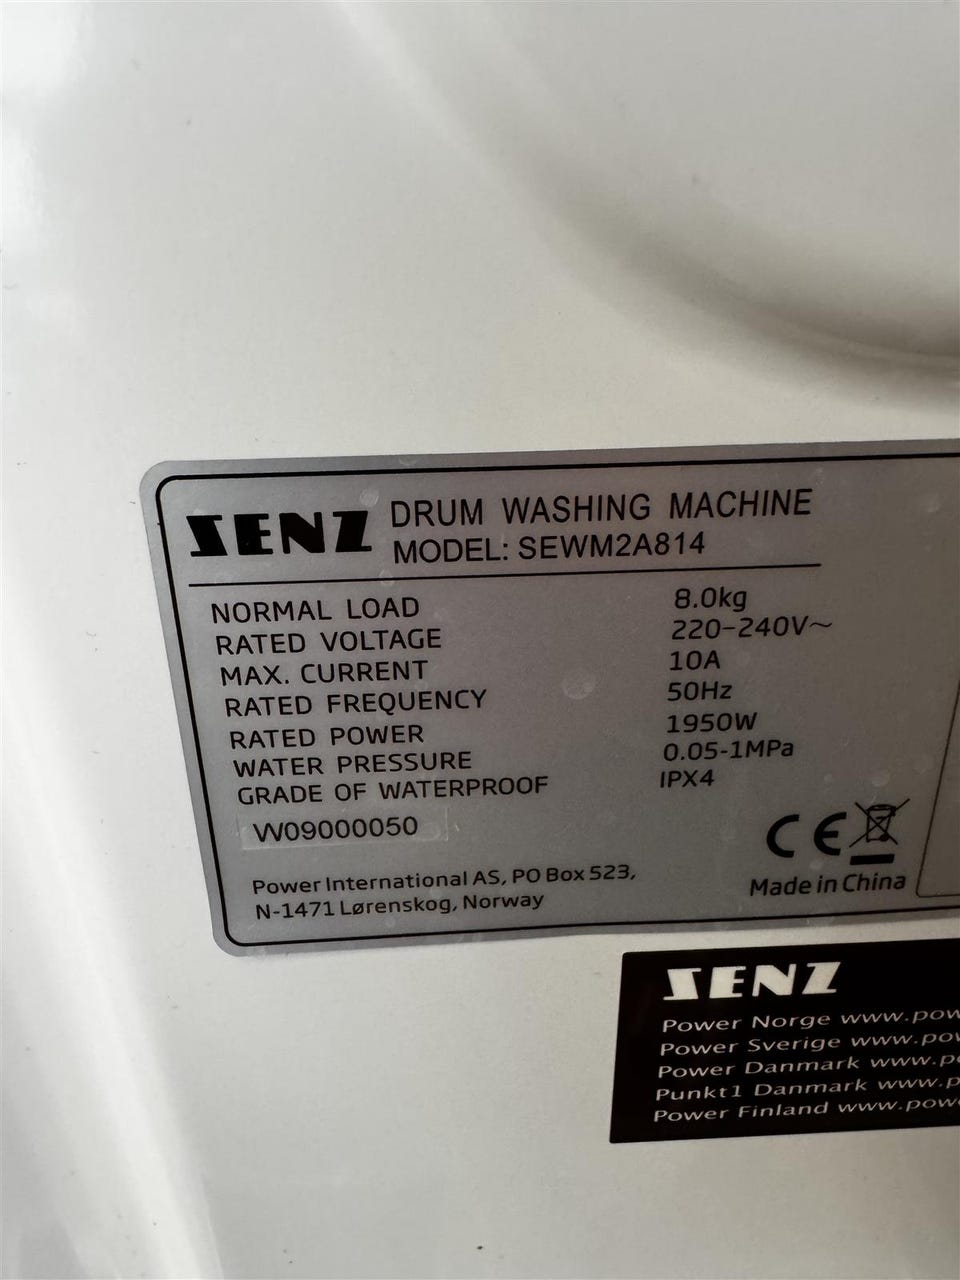 SENZ DRUM WASHING MACHINE
MODEL: SEWM2A814
NORMAL LOAD 8.0kg
RATED VOLTAGE 220-240V~
MAX. CURRENT 10A
RATED FREQUENCY 50Hz
RATED POWER 1950W
WATER PRESSURE 0.05-1MPa
GRADE OF WATERPROOF IPX4
W09000050
CE
Power International AS, PO Box 523,
N-1471 Lørenskog, Norway
Made in China
SENZ
Power Norge www.pow
Power Sverige www.pow
Power Danmark www.p
Punkt1 Danmark www.p
Power Finland www.pow